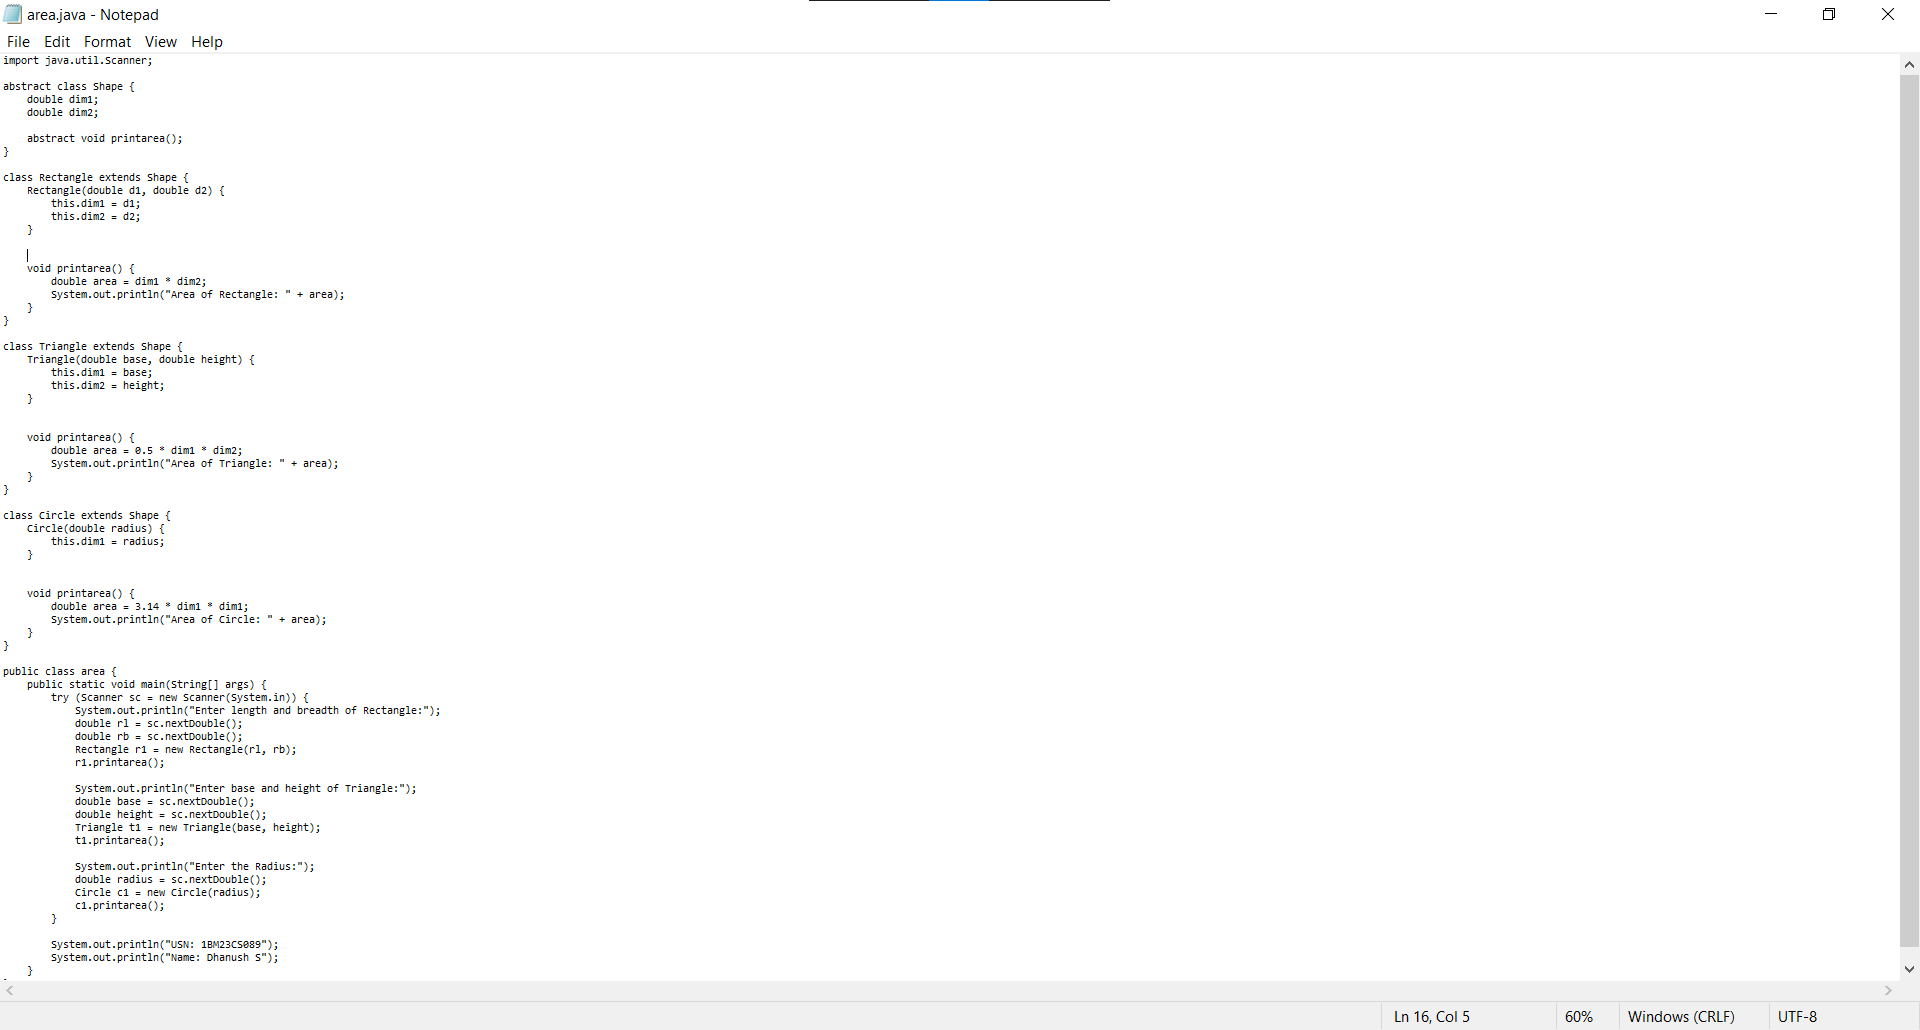 area.java - Notepad
File Edit Format View Help
import java.util.Scanner;
abstract class Shape {
    double dim1;
    double dim2;
    abstract void printarea();
}
class Rectangle extends Shape {
    Rectangle(double d1, double d2) {
        this.dim1 = d1;
        this.dim2 = d2;
    }
    void printarea() {
        double area = dim1 * dim2;
        System.out.println("Area of Rectangle: " + area);
    }
}
class Triangle extends Shape {
    Triangle(double base, double height) {
        this.dim1 = base;
        this.dim2 = height;
    }
    void printarea() {
        double area = 0.5 * dim1 * dim2;
        System.out.println("Area of Triangle: " + area);
    }
}
class Circle extends Shape {
    Circle(double radius) {
        this.dim1 = radius;
    }
    void printarea() {
        double area = 3.14 * dim1 * dim1;
        System.out.println("Area of Circle: " + area);
    }
}
public class area {
    public static void main(String[] args) {
        try (Scanner sc = new Scanner(System.in)) {
            System.out.println("Enter length and breadth of Rectangle:");
            double rl = sc.nextDouble();
            double rb = sc.nextDouble();
            Rectangle r1 = new Rectangle(rl, rb);
            r1.printarea();
            System.out.println("Enter base and height of Triangle:");
            double base = sc.nextDouble();
            double height = sc.nextDouble();
            Triangle t1 = new Triangle(base, height);
            t1.printarea();
            System.out.println("Enter the Radius:");
            double radius = sc.nextDouble();
            Circle c1 = new Circle(radius);
            c1.printarea();
        }
        System.out.println("USN: 1BM23CS089");
        System.out.println("Name: Dhanush S");
    }
Ln 16, Col 5 60% Windows (CRLF) UTF-8